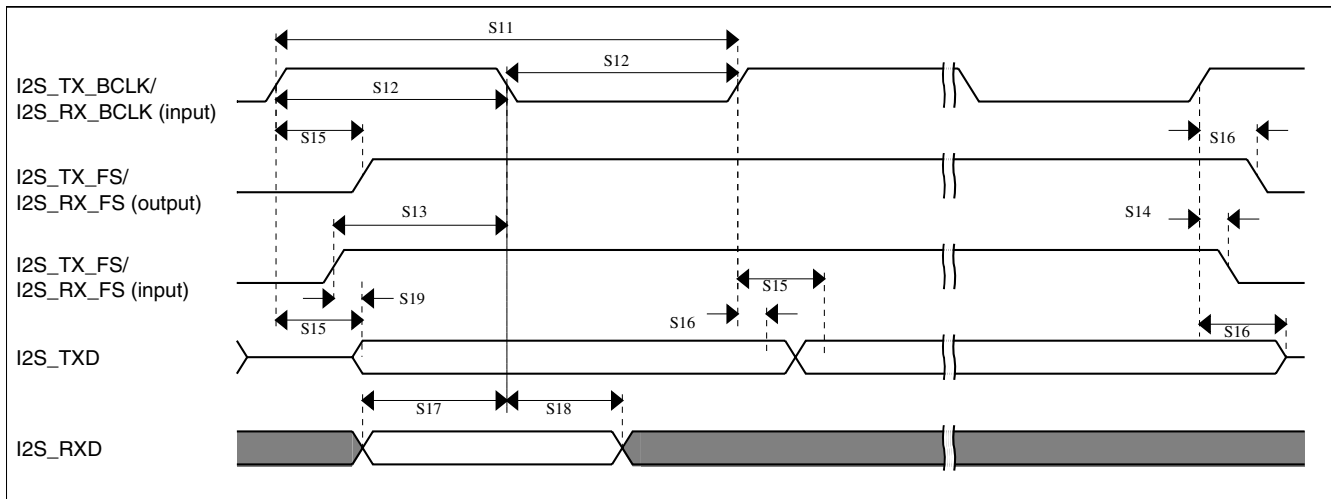 S11
I2S_TX_BCLK/
I2S_RX_BCLK (input)
S12
S12
S15
S16
I2S_TX_FS/
I2S_RX_FS (output)
S13
S14
I2S_TX_FS/
I2S_RX_FS (input)
S15
S19
S16
S15
S16
I2S_TXD
S17
S18
I2S_RXD